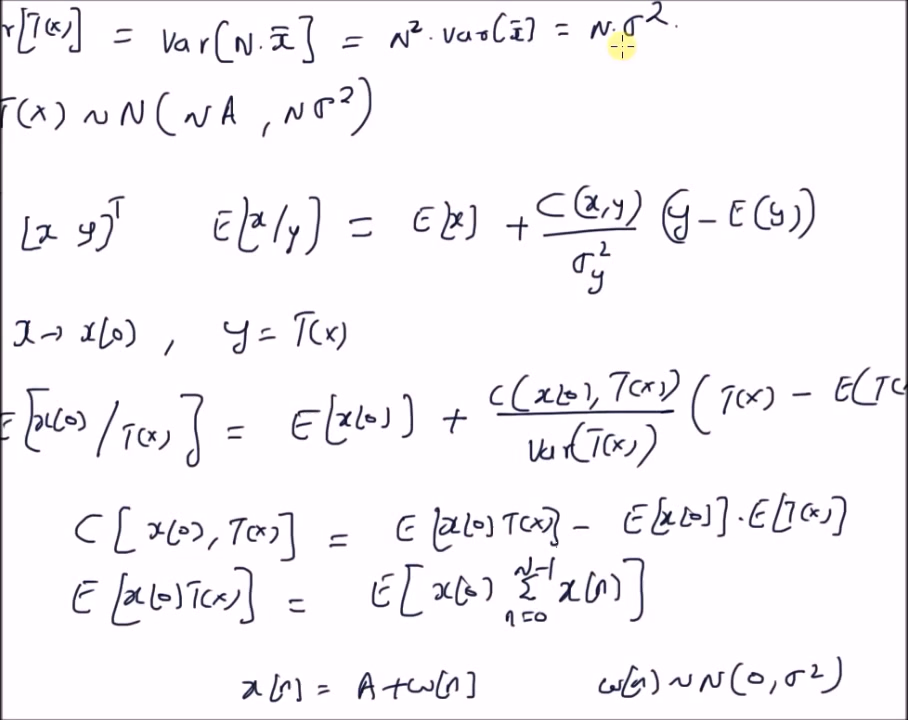 r[T(x)] = Var[N.x̄] = N². var[x̄] = N.σ².
T(x) ~ N(NA, Nσ²)
[x y]ᵀ E[x/y] = E[x] + C(x,y)/σ_y² (y - E(y))
x → x[0], y = T(x)
E[x[0]/T(x)] = E[x[0]] + C(x[0], T(x))/Var(T(x)) (T(x) - E(T(
C[x[0], T(x)] = E[x[0] T(x)] - E[x[0]].E[T(x)]
E[x[0]T(x)] = E[x[0] Σ_{n=0}^{N-1} x[n]]
x[n] = A+w[n] w[n] ~ N(0, σ²)